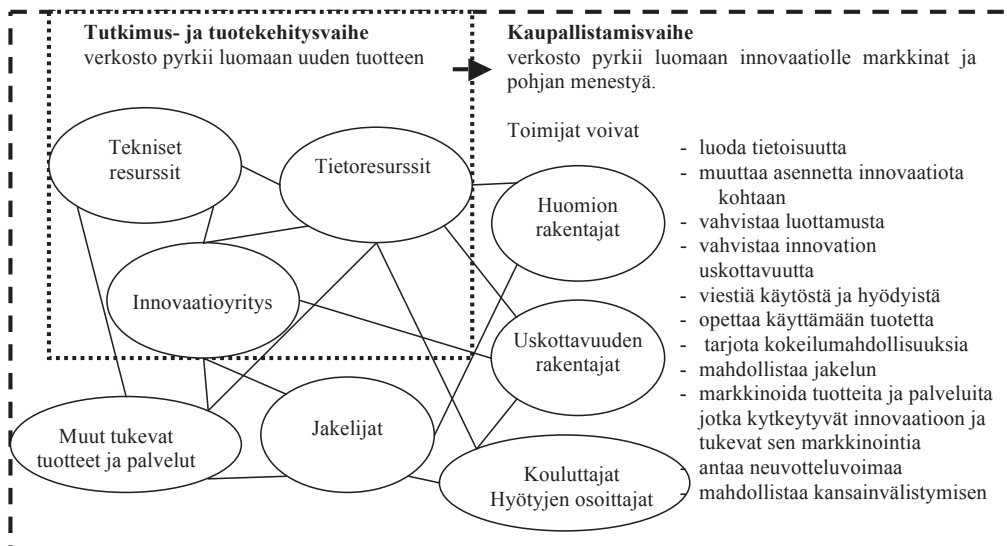 Tutkimus- ja tuotekehitysvaihe
verkosto pyrkii luomaan uuden tuotteen
Kaupallistamisvaihe
verkosto pyrkii luomaan innovaatiolle markkinat ja
pohjan menestyä.
Toimijat voivat
Tekniset
resurssit
Tietoresurssit
Innovaatioyritys
Muut tukevat
tuotteet ja palvelut
Jakelijat
Huomion
rakentajat
Uskottavuuden
rakentajat
Kouluttajat
Hyötyjen osoittajat
- luoda tietoisuutta
- muuttaa asennetta innovaatiota
kohtaan
- vahvistaa luottamusta
- vahvistaa innovation
uskottavuutta
- viestiä käytöstä ja hyödyistä
- opettaa käyttämään tuotetta
- tarjota kokeilumahdollisuuksia
- mahdollistaa jakelun
- markkinoida tuotteita ja palveluita
jotka kytkeytyvät innovaatioon ja
tukevat sen markkinointia
- antaa neuvotteluvoimaa
- mahdollistaa kansainvälistymisen